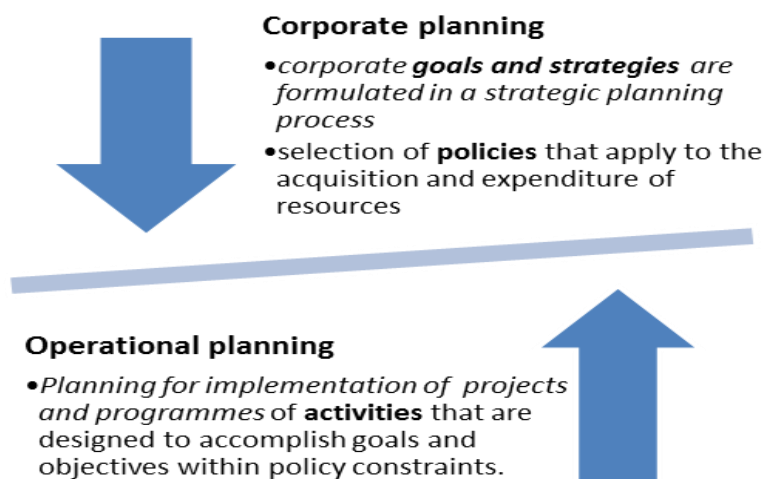 Corporate planning
•corporate goals and strategies are
formulated in a strategic planning
process
•selection of policies that apply to the
acquisition and expenditure of
resources
Operational planning
•Planning for implementation of projects
and programmes of activities that are
designed to accomplish goals and
objectives within policy constraints.